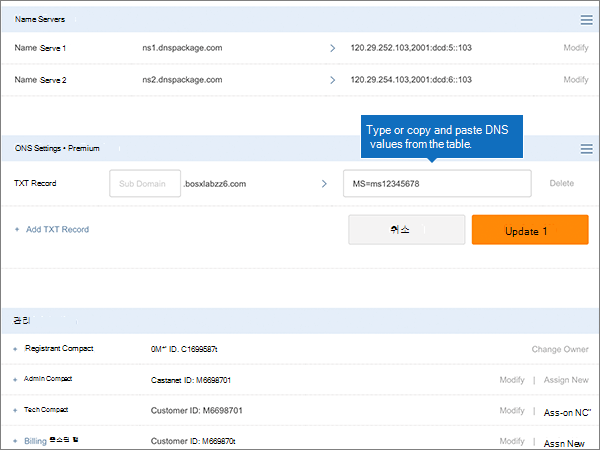 Name Servers
Name Serve 1 ns1.dnspackage.com 120.29.252.103,2001:dcd:5::103 Modify
Name Serve 2 ns2.dnspackage.com 120.29.254.103,2001:dcd:6::103 Modify
Type or copy and paste DNS
values from the table.
ONS Settings • Premium
TXT Record Sub Domain .bosxlabzz6.com MS=ms12345678 Delete
+ Add TXT Record 취소 Update 1
관리
+ Registrant Compact 0M*" ID. C1699587t Change Owner
+ Admin Compact Castanet ID: M6698701 Modify | Assign New
+ Tech Compact Customer ID: M6698701 Modify | Ass-on NC"
+ Billing Customer ID: M669870t Modify | Assn New